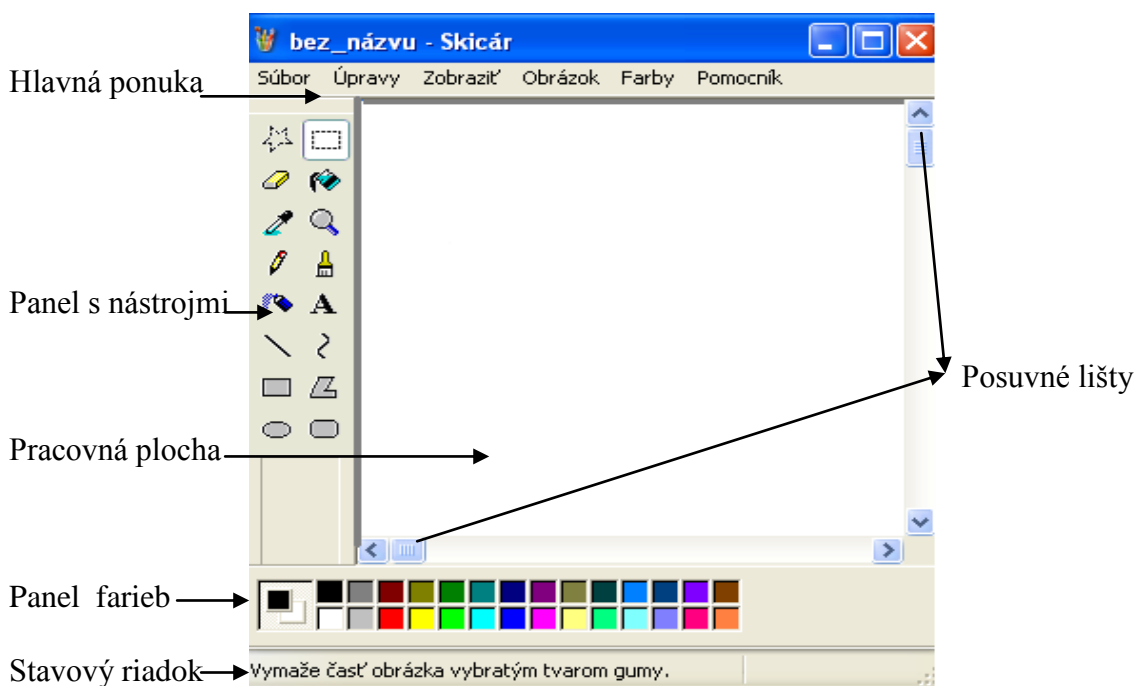 bez_názvu - Skicár
Súbor Úpravy Zobraziť Obrázok Farby Pomocník
Hlavná ponuka
A
Panel s nástrojmi
Posuvné lišty
Pracovná plocha
Panel farieb
Stavový riadok
Vymaže časť obrázka vybratým tvarom gumy.